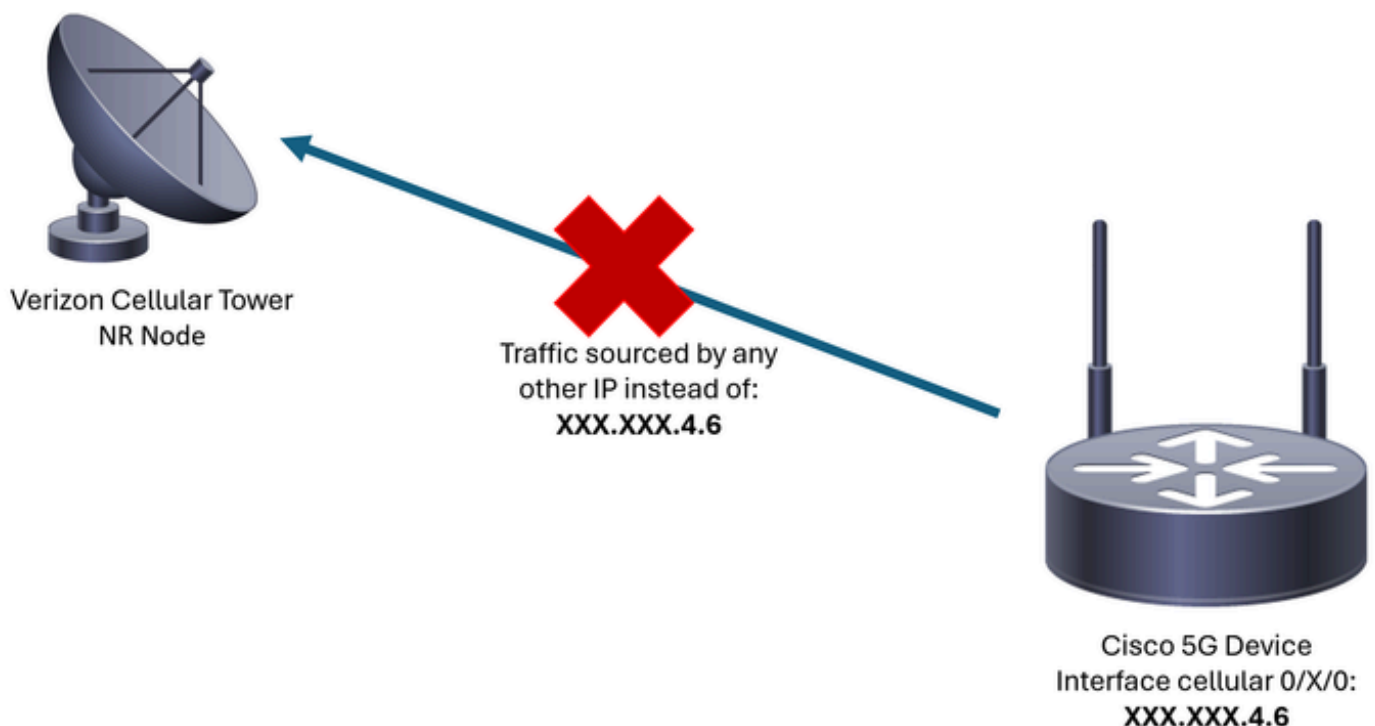 Verizon Cellular Tower
NR Node
Traffic sourced by any
other IP instead of:
XXX.XXX.4.6
Cisco 5G Device
Interface cellular 0/X/0:
XXX.XXX.4.6